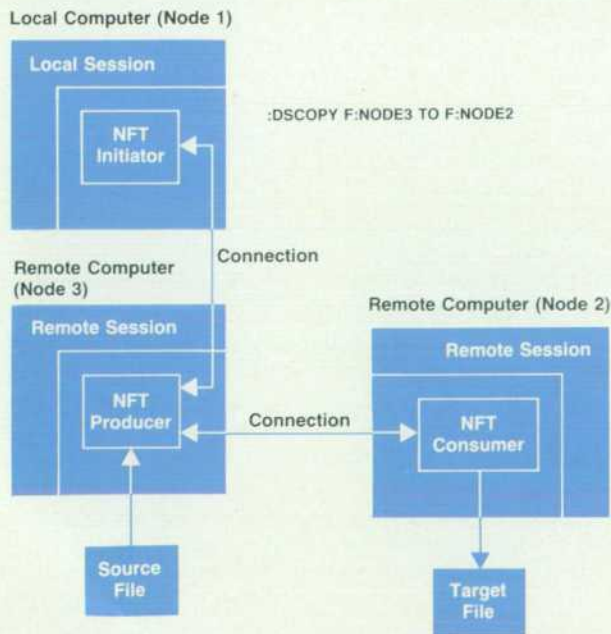 Local Computer (Node 1)
Local Session
NFT
Initiator
:DSCOPY F:NODE3 TO F:NODE2
Connection
Remote Computer
(Node 3)
Remote Session
NFT
Producer
Connection
Remote Computer (Node 2)
Remote Session
NFT
Consumer
Source
File
Target
File